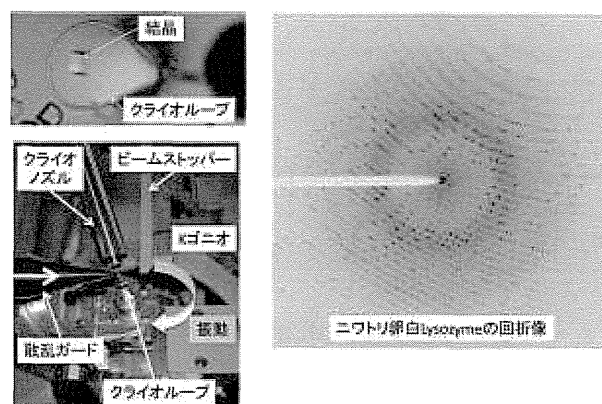 結晶
クライオループ
クライオ
ノズル
ビームストッパー
κゴニオ
振動
散乱ガード
クライオループ
ニワトリ卵白Lysozymeの回折像